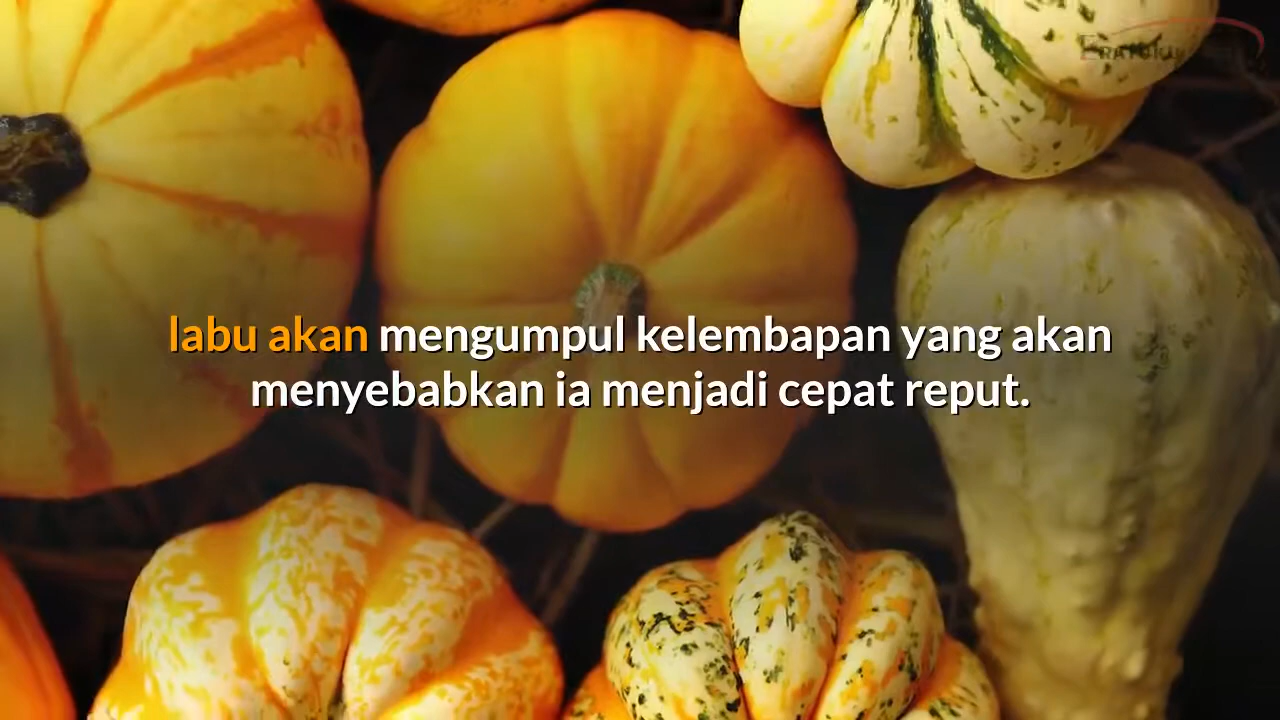 labu akan mengumpul kelembapan yang akan
menyebabkan ia menjadi cepat reput.